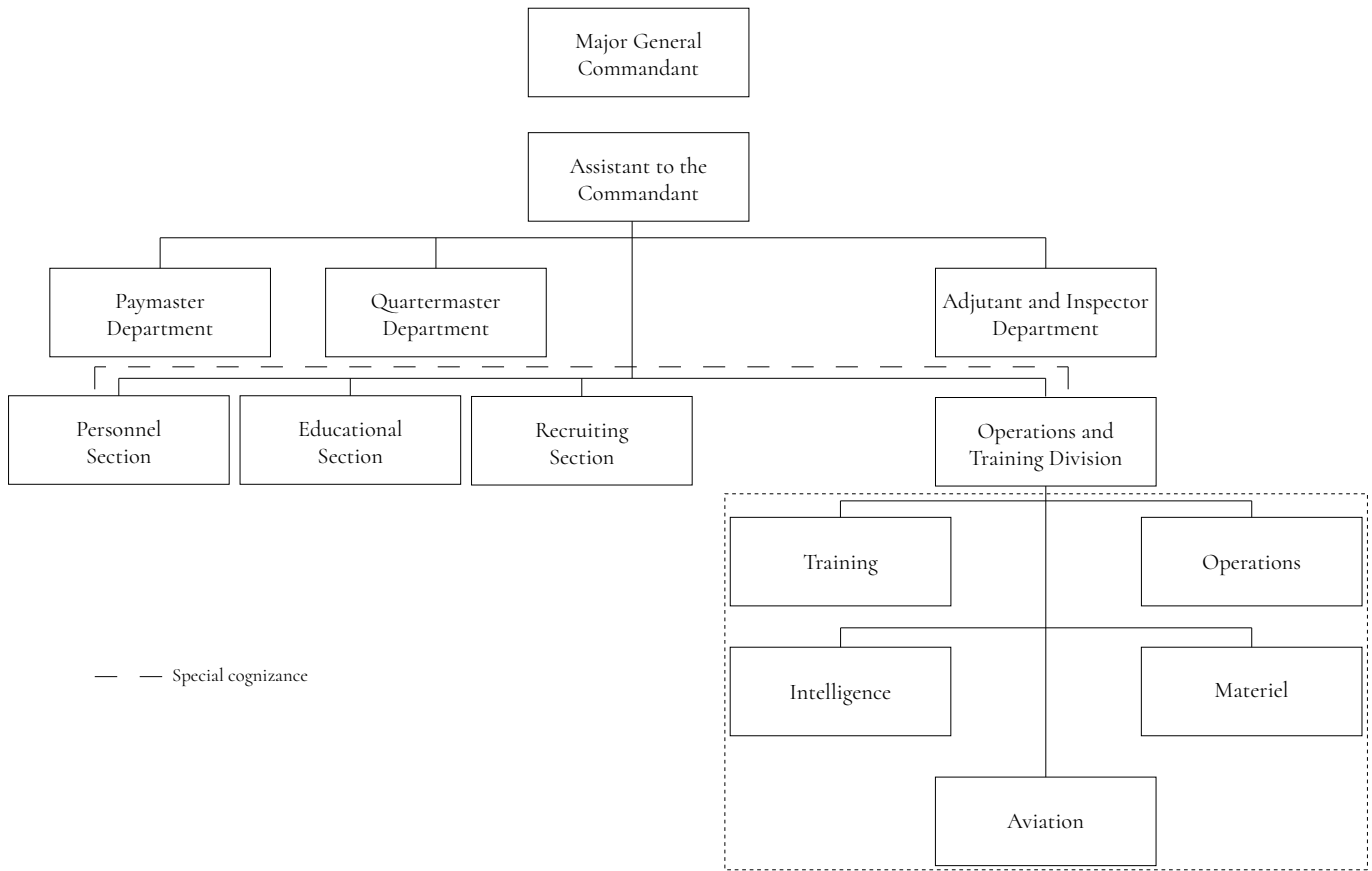 Major General
Commandant
Assistant to the
Commandant
Paymaster
Department
Quartermaster
Department
Adjutant and Inspector
Department
Personnel
Section
Educational
Section
Recruiting
Section
Operations and
Training Division
Training
Operations
Intelligence
Materiel
Aviation
Special cognizance